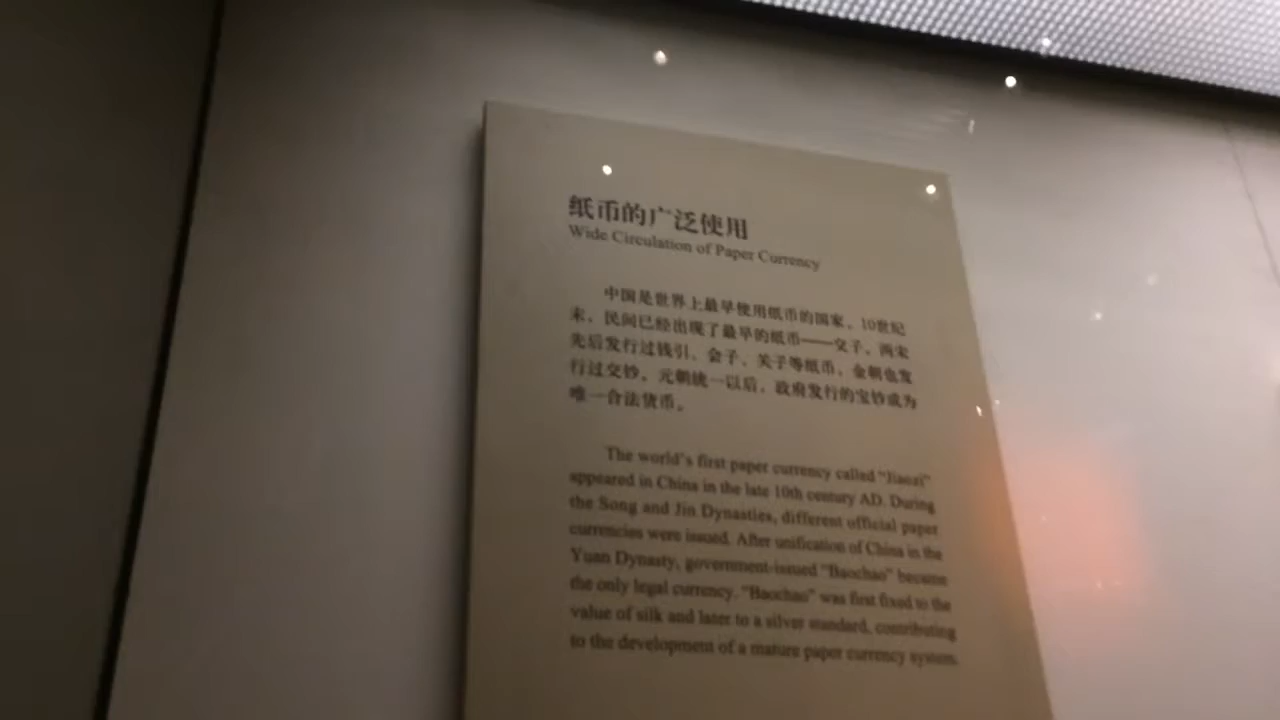 纸币的广泛使用
Wide Circulation of Paper Currency
中国是世界上最早使用纸币的国家。10世纪
末，民间已经出现了最早的纸币——交子。两宋
先后发行过钱引、会子、关子等纸币，金朝也发
行过交钞。元朝统一以后，政府发行的宝钞成为
唯一合法货币。
The world's first paper currency called "Jiaozi"
appeared in China in the late 10th century AD. During
the Song and Jin Dynasties, different official paper
currencies were issued. After unification of China in the
Yuan Dynasty, government-issued "Baochao" became
the only legal currency. "Baochao" was first fixed to the
value of silk and later to a silver standard, contributing
to the development of a mature paper currency system.